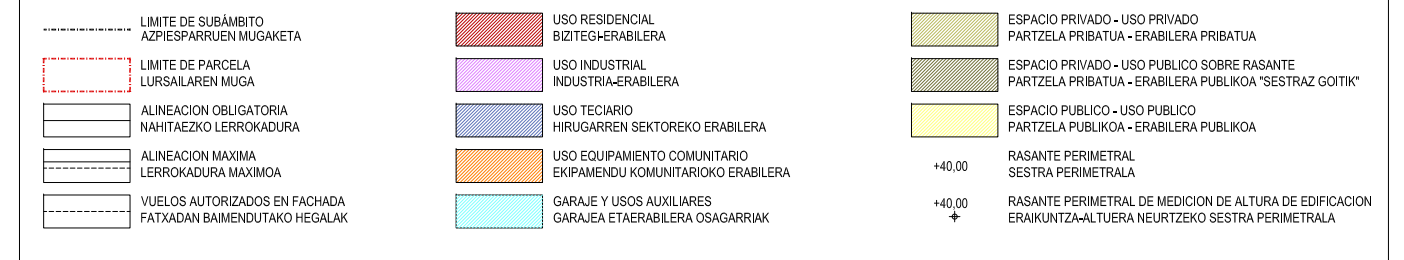 LIMITE DE SUBÁMBITO
AZPIESPARRUEN MUGAKETA
LIMITE DE PARCELA
LURSAILAREN MUGA
ALINEACION OBLIGATORIA
NAHITAEZKO LERROKADURA
ALINEACION MAXIMA
LERROKADURA MAXIMOA
VUELOS AUTORIZADOS EN FACHADA
FATXADAN BAIMENDUTAKO HEGALAK
USO RESIDENCIAL
BIZITEGI-ERABILERA
USO INDUSTRIAL
INDUSTRIA-ERABILERA
USO TECIARIO
HIRUGARREN SEKTOREKO ERABILERA
USO EQUIPAMIENTO COMUNITARIO
EKIPAMENDU KOMUNITARIOKO ERABILERA
GARAJE Y USOS AUXILIARES
GARAJEA ETAERABILERA OSAGARRIAK
ESPACIO PRIVADO - USO PRIVADO
PARTZELA PRIBATUA - ERABILERA PRIBATUA
ESPACIO PRIVADO - USO PUBLICO SOBRE RASANTE
PARTZELA PRIBATUA - ERABILERA PUBLIKOA "SESTRAZ GOITIK"
ESPACIO PUBLICO - USO PUBLICO
PARTZELA PUBLIKOA - ERABILERA PUBLIKOA
+40,00 RASANTE PERIMETRAL
SESTRA PERIMETRALA
+40,00 RASANTE PERIMETRAL DE MEDICION DE ALTURA DE EDIFICACION
ERAIKUNTZA-ALTUERA NEURTZEKO SESTRA PERIMETRALA